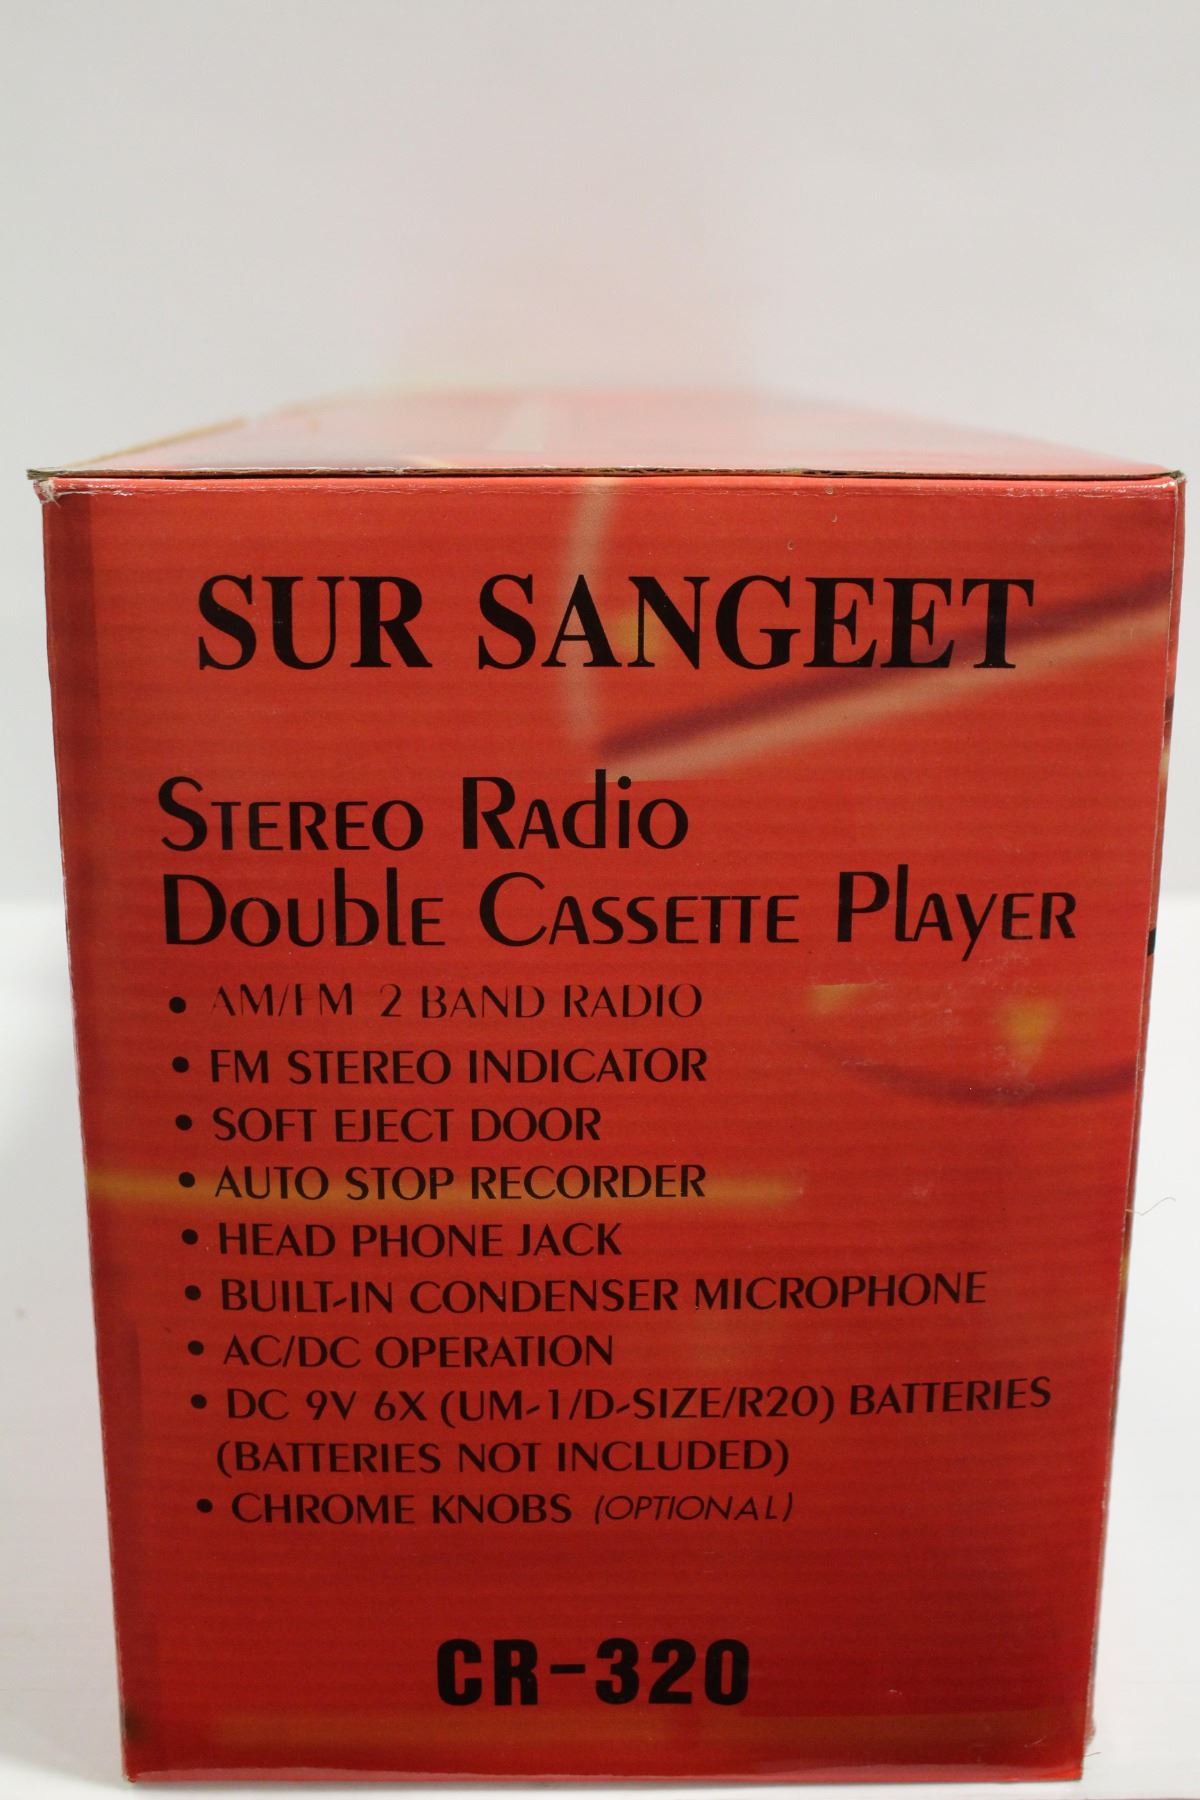 SUR SANGEET
STEREO RAdio
DOUblE CASSETTE PlAyER
• AM/FM 2 BAND RADIO
• FM STEREO INDICATOR
• SOFT EJECT DOOR
• AUTO STOP RECORDER
• HEAD PHONE JACK
• BUILT-IN CONDENSER MICROPHONE
• AC/DC OPERATION
• DC 9V 6X (UM-1/D-SIZE/R20) BATTERIES
(BATTERIES NOT INCLUDED)
• CHROME KNOBS (OPTIONAL)
CR-320